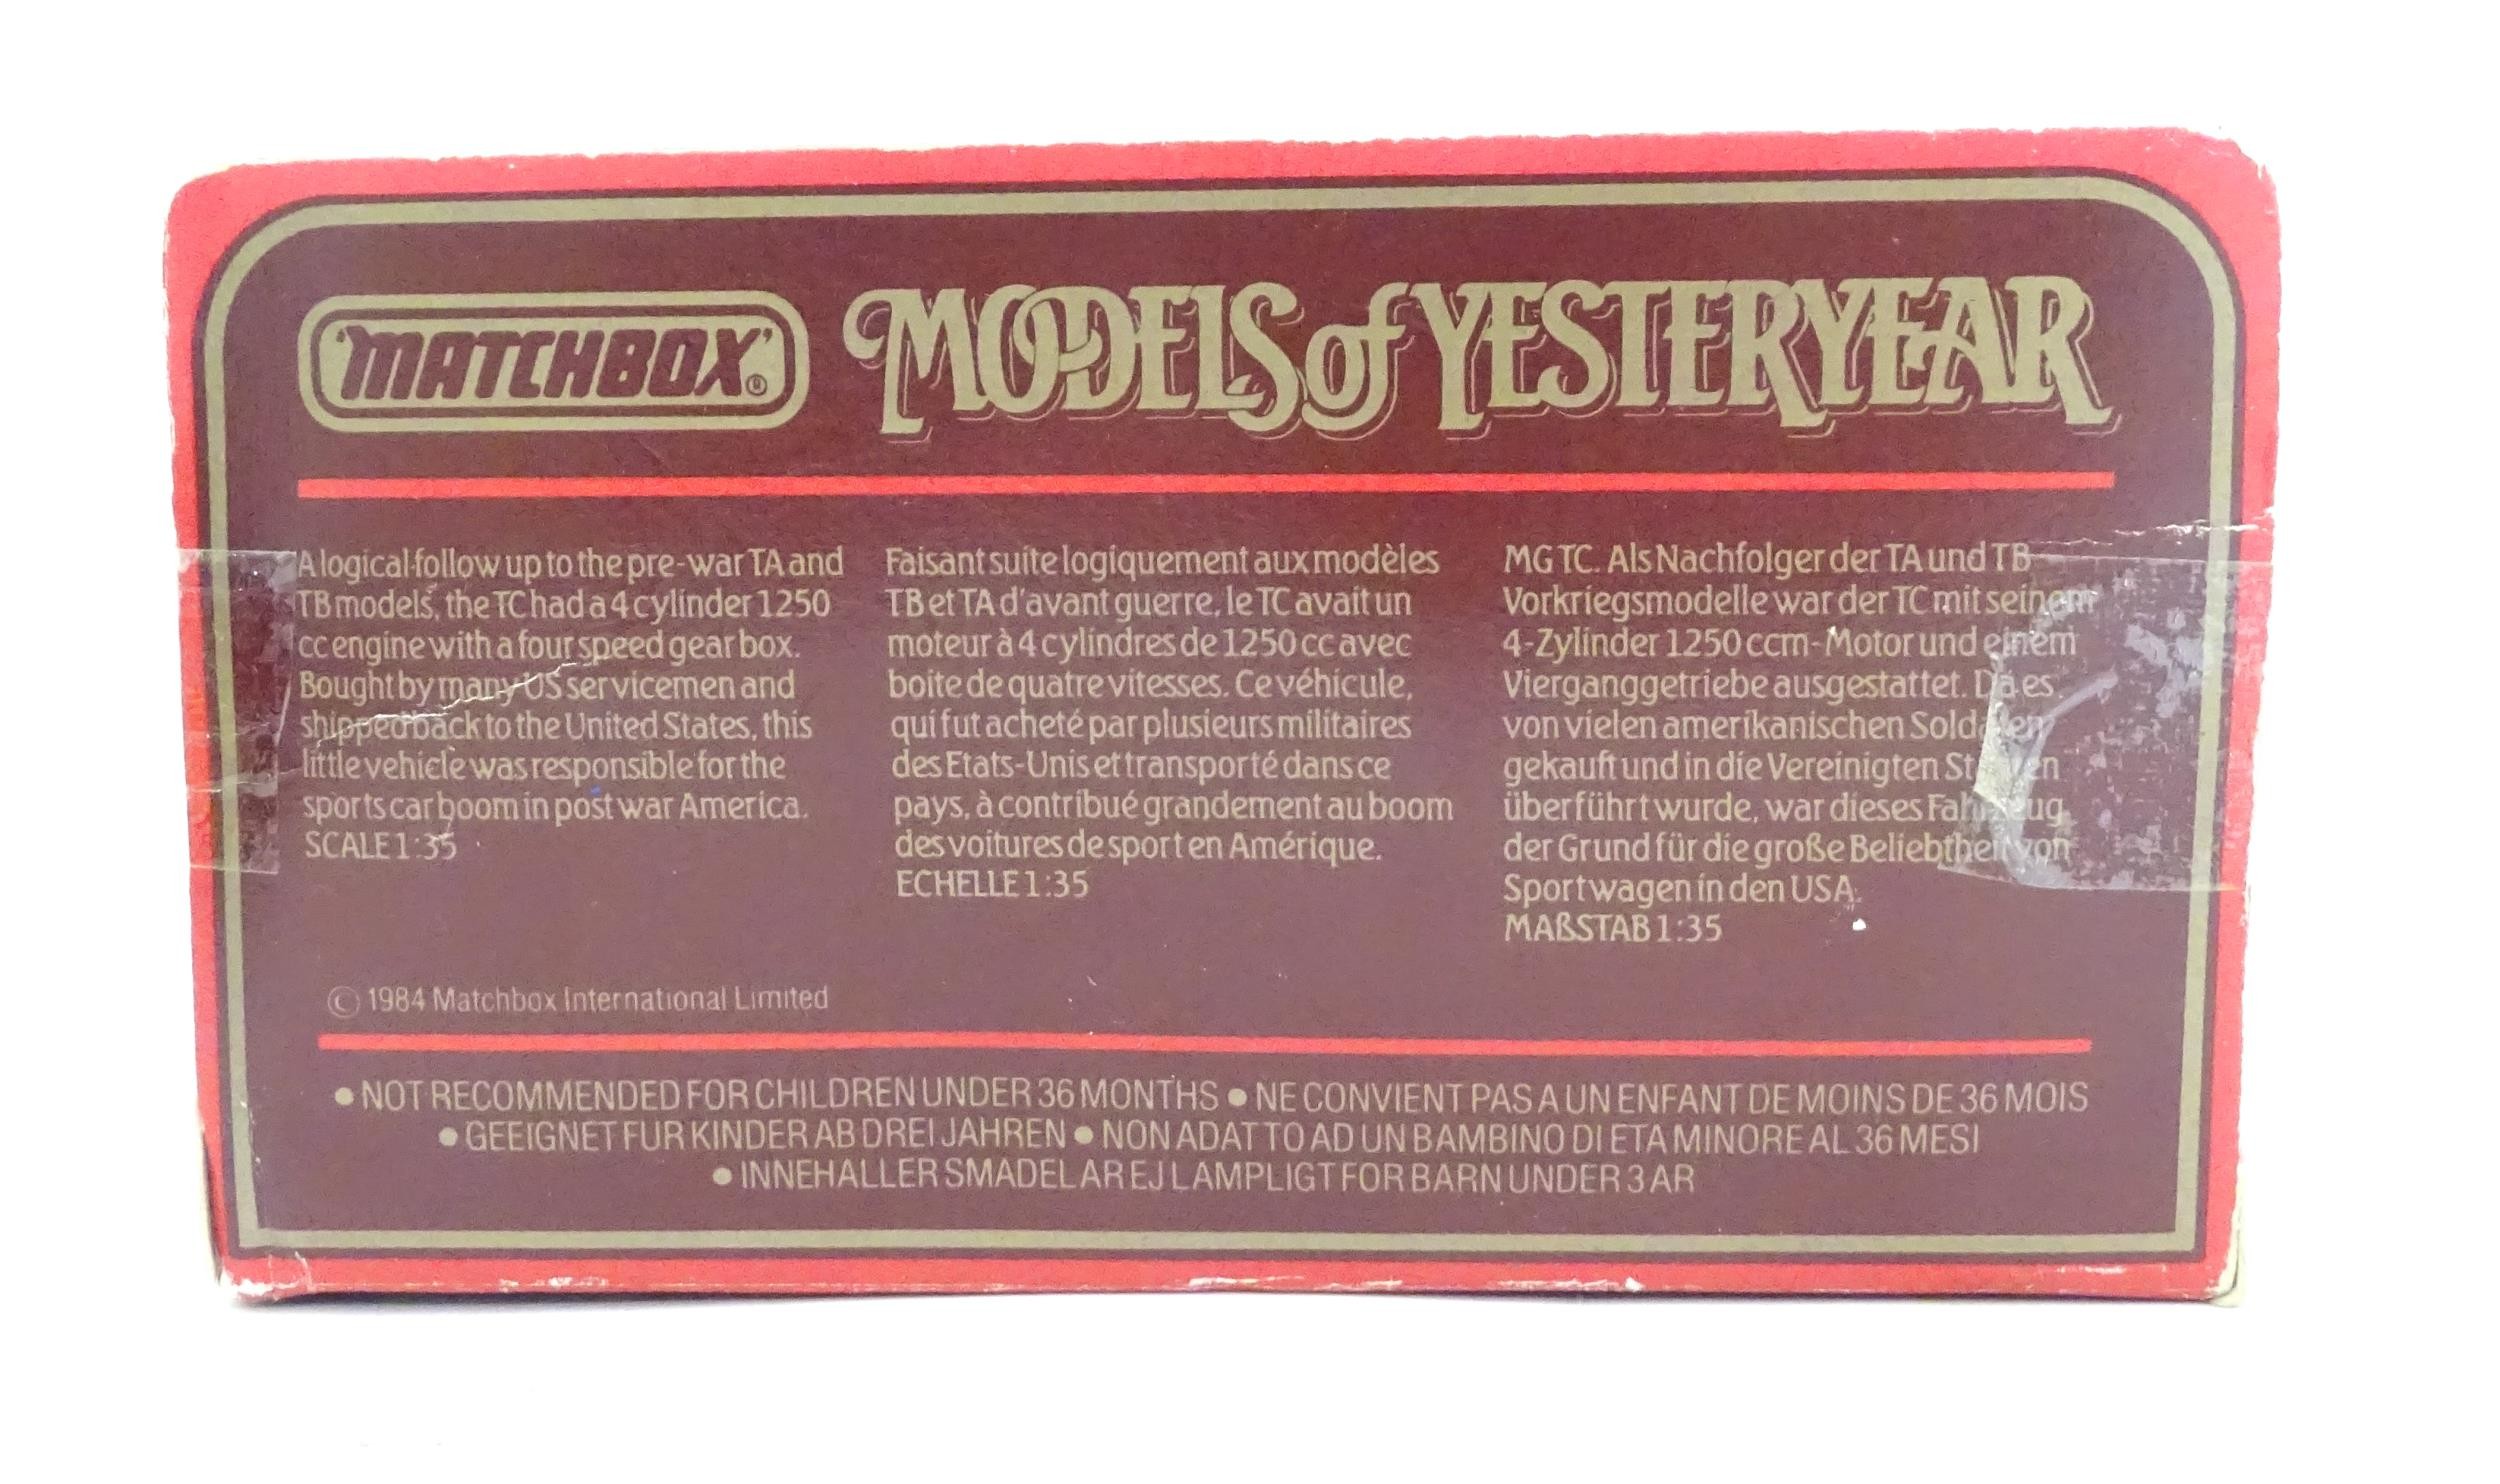 'MATCHBOX'® MODELS of YESTERYEAR
A logical follow up to the pre-war TA and
TB models, the TC had a 4 cylinder 1250
cc engine with a four speed gear box.
Bought by many US servicemen and
shipped back to the United States, this
little vehicle was responsible for the
sports car boom in post war America.
SCALE 1:35
Faisant suite logiquement aux modèles
TB et TA d'avant guerre, le TC avait un
moteur à 4 cylindres de 1250 cc avec
boite de quatre vitesses. Ce véhicule,
qui fut acheté par plusieurs militaires
des Etats-Unis et transporté dans ce
pays, à contribué grandement au boom
des voitures de sport en Amérique.
ECHELLE 1:35
MG TC. Als Nachfolger der TA und TB
Vorkriegsmodelle war der TC mit seinem
4-Zylinder 1250 ccm-Motor und einem
Vierganggetriebe ausgestattet. Da es
von vielen amerikanischen Soldaten
gekauft und in die Vereinigten Staaten
überführt wurde, war dieses Fahrzeug
der Grund für die große Beliebtheit von
Sportwagen in den USA.
MAßSTAB 1:35
© 1984 Matchbox International Limited
● NOT RECOMMENDED FOR CHILDREN UNDER 36 MONTHS ● NE CONVIENT PAS A UN ENFANT DE MOINS DE 36 MOIS
● GEEIGNET FUR KINDER AB DREI JAHREN ● NON ADATTO AD UN BAMBINO DI ETA MINORE AL 36 MESI
● INNEHALLER SMADELAR EJ LAMPLIGT FOR BARN UNDER 3 AR